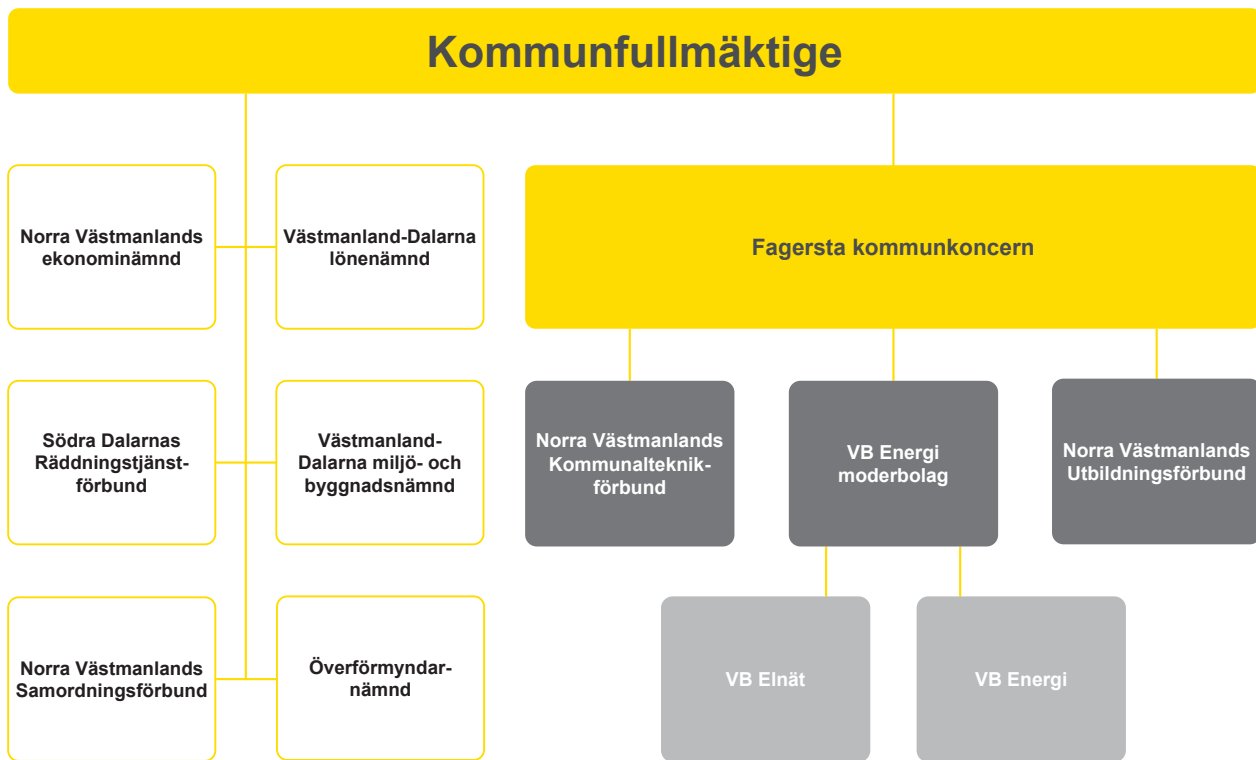 Kommunfullmäktige
Norra Västmanlands
ekonominämnd
Västmanland-Dalarna
lönenämnd
Fagersta kommunkoncern
Södra Dalarnas
Räddningstjänst-
förbund
Västmanland-
Dalarna miljö- och
byggnadsnämnd
Norra Västmanlands
Kommunalteknik-
förbund
VB Energi
moderbolag
Norra Västmanlands
Utbildningsförbund
Norra Västmanlands
Samordningsförbund
Överförmyndar-
nämnd
VB Elnät
VB Energi